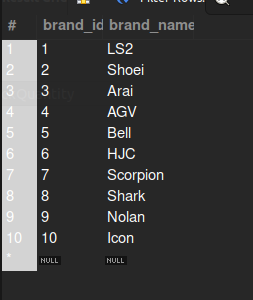 Filter Rows:
# brand_id brand_name
1 1 LS2
2 2 Shoei
3 3 Arai
4 4 AGV
5 5 Bell
6 6 HJC
7 7 Scorpion
8 8 Shark
9 9 Nolan
10 10 Icon
* NULL NULL